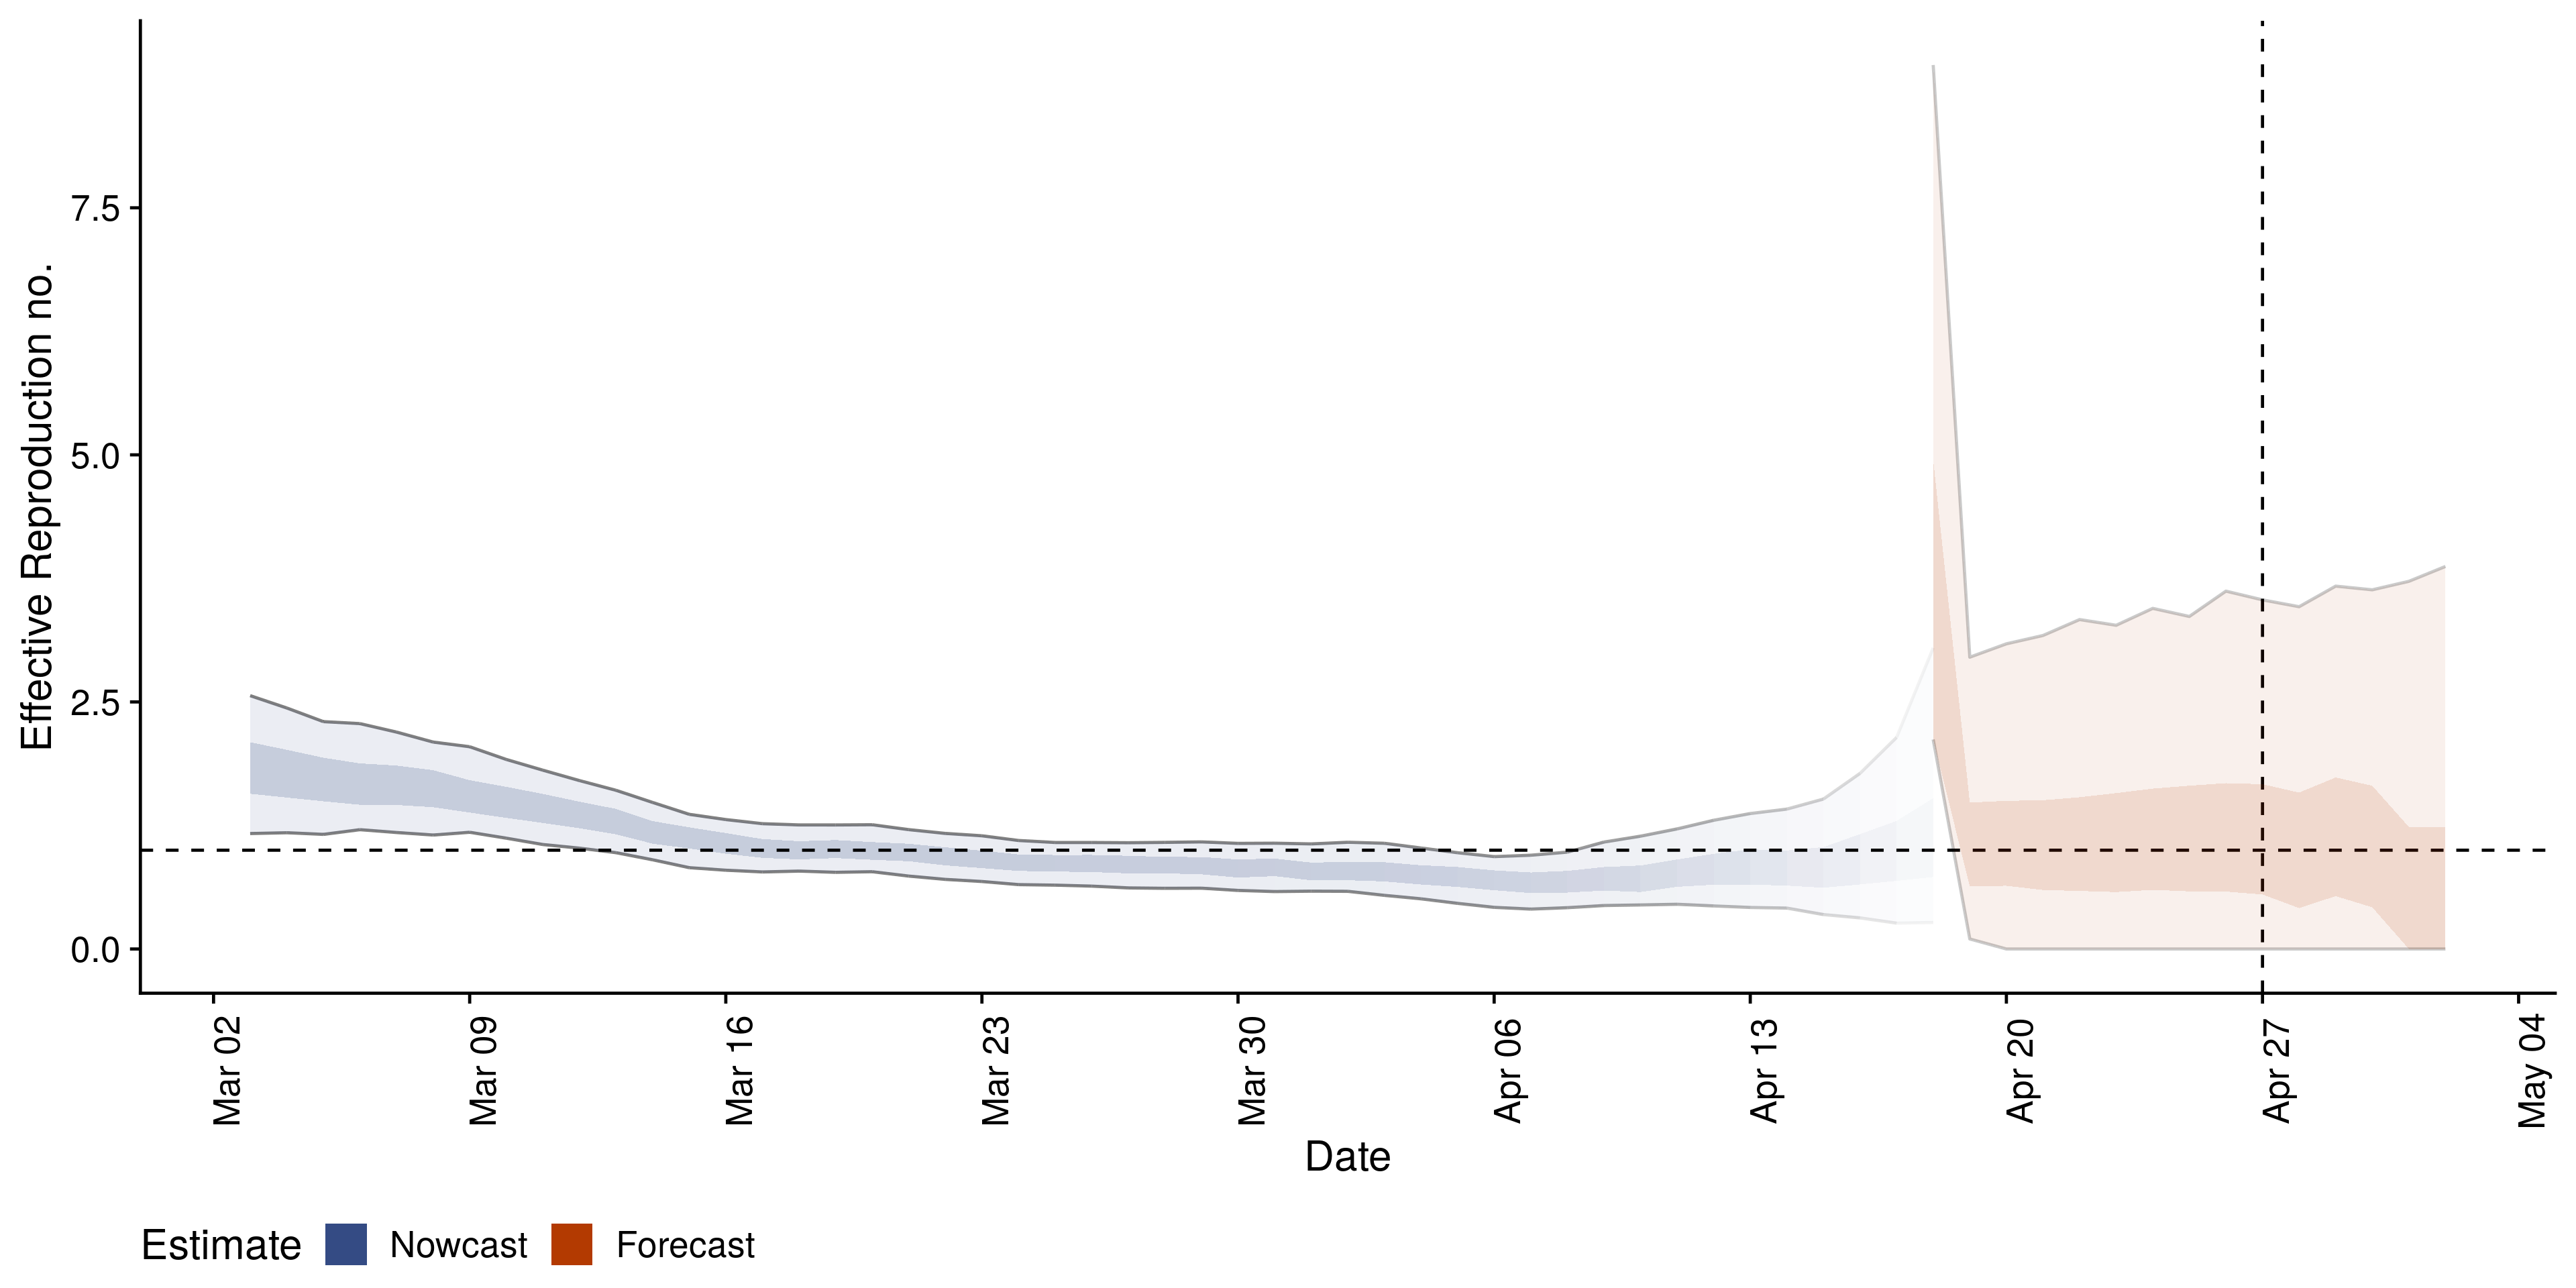 Effective Reproduction no.
7.5
5.0
2.5
0.0
Mar 02
Mar 09
Mar 16
Mar 23
Mar 30
Apr 06
Apr 13
Apr 20
Apr 27
May 04
Date
Estimate Nowcast Forecast